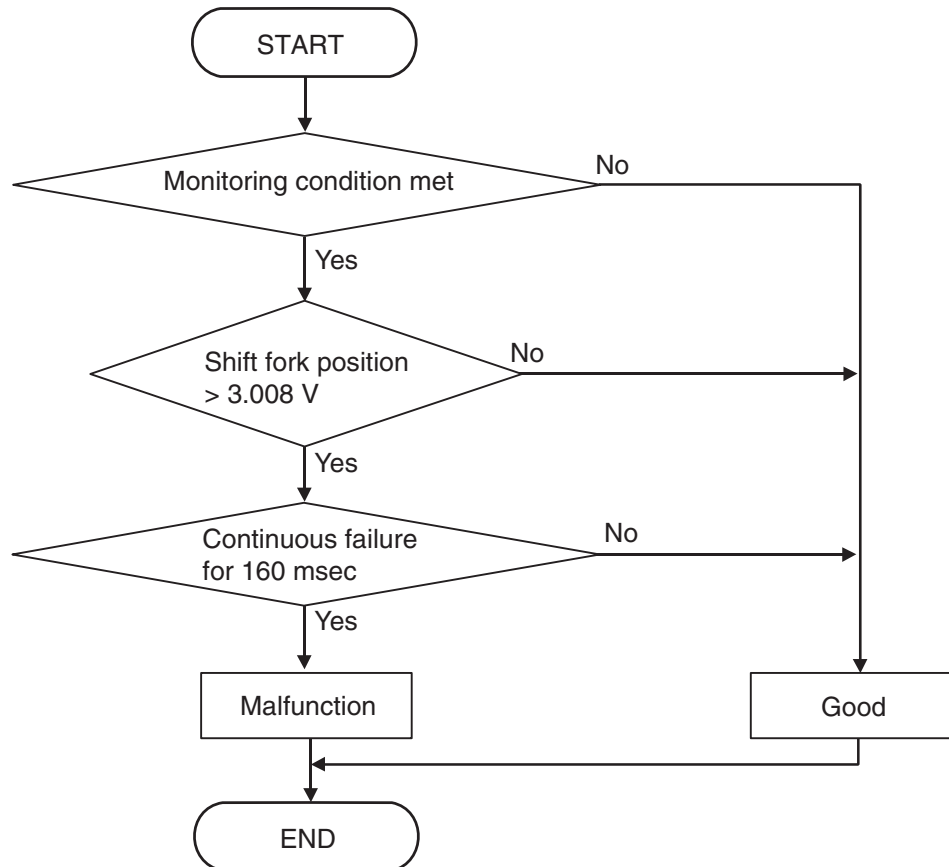 START
Monitoring condition met
No
Yes
Shift fork position
> 3.008 V
No
Yes
Continuous failure
for 160 msec
No
Yes
Malfunction
Good
END